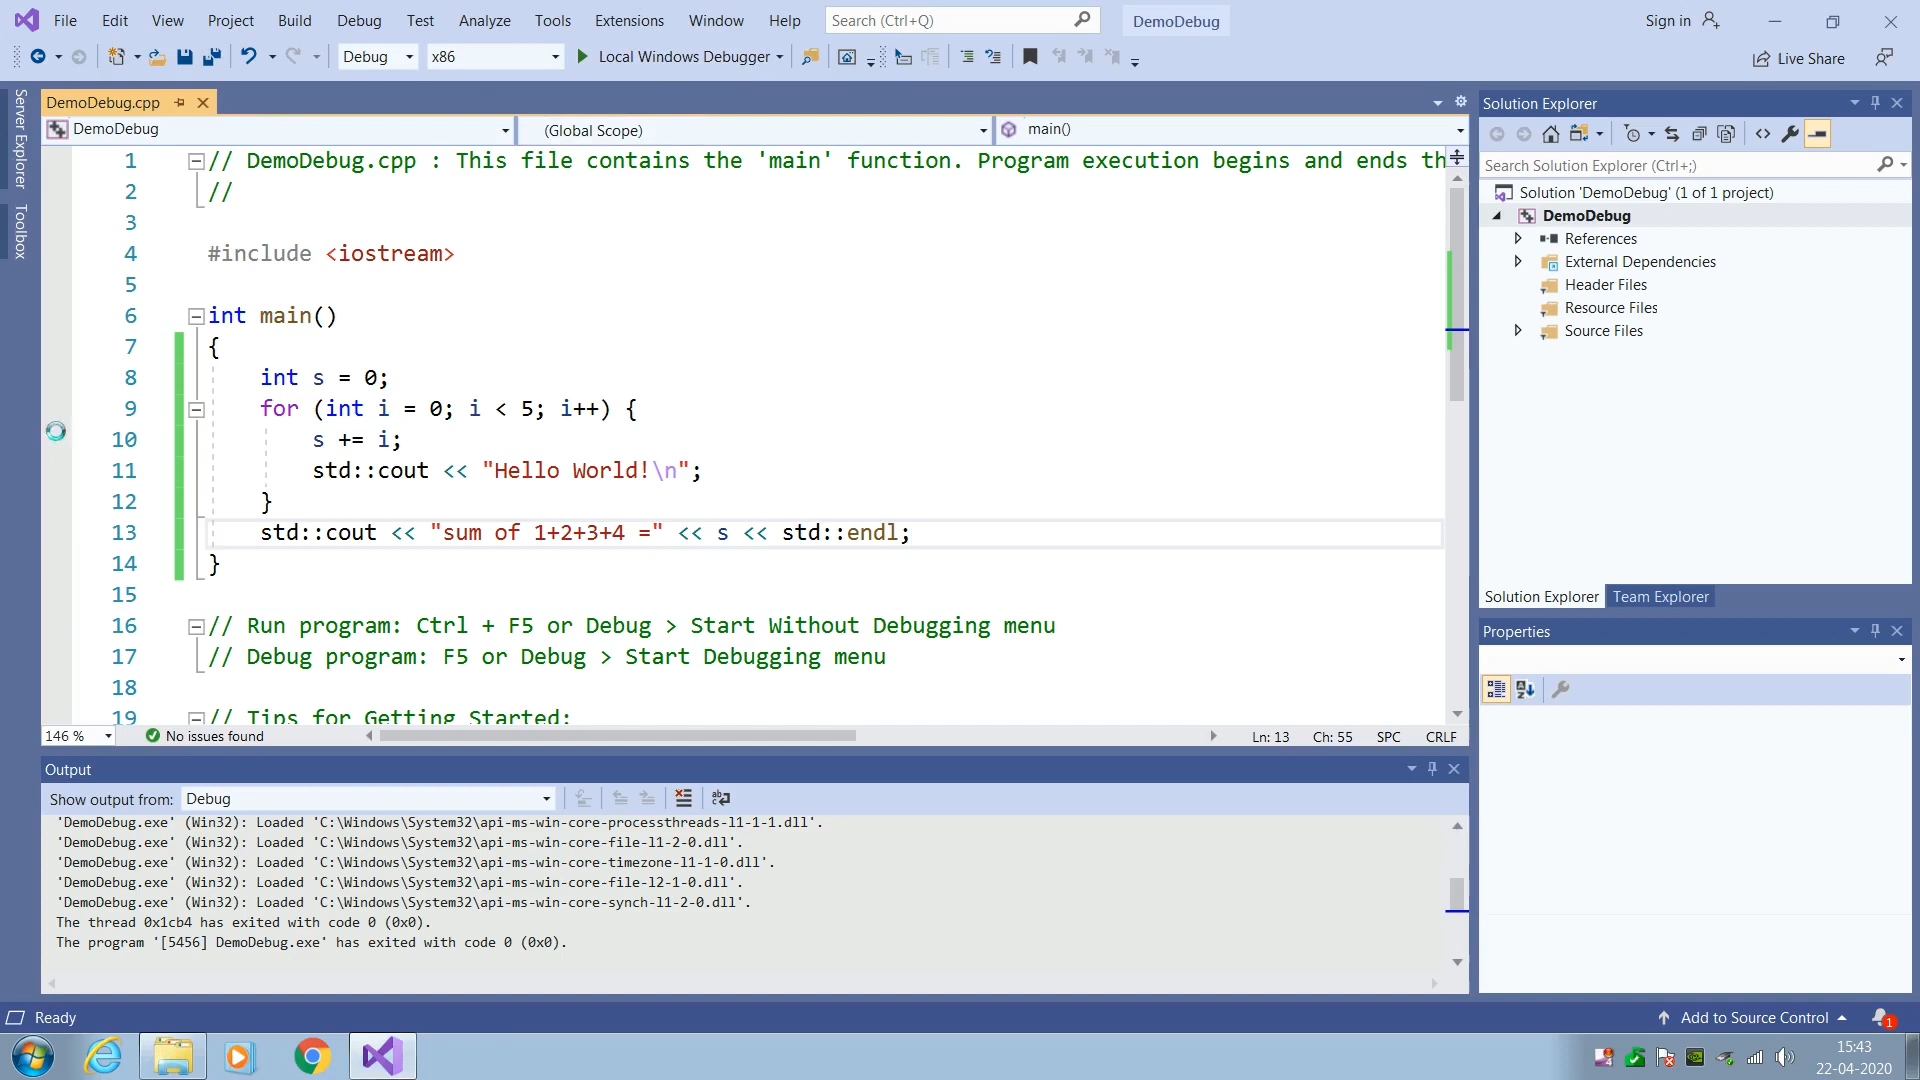 File Edit View Project Build Debug Test Analyze Tools Extensions Window Help Search (Ctrl+Q) DemoDebug Sign in
Debug x86 Local Windows Debugger Live Share
Server Explorer
Toolbox
DemoDebug.cpp
DemoDebug (Global Scope) main()
1 // DemoDebug.cpp : This file contains the 'main' function. Program execution begins and ends th
2 //
3
4 #include <iostream>
5
6 int main()
7 {
8 int s = 0;
9 for (int i = 0; i < 5; i++) {
10 s += i;
11 std::cout << "Hello World!\n";
12 }
13 std::cout << "sum of 1+2+3+4 =" << s << std::endl;
14 }
15
16 // Run program: Ctrl + F5 or Debug > Start Without Debugging menu
17 // Debug program: F5 or Debug > Start Debugging menu
18
19 // Tips for Getting Started:
146 % No issues found Ln: 13 Ch: 55 SPC CRLF
Output
Show output from: Debug
'DemoDebug.exe' (Win32): Loaded 'C:\Windows\System32\api-ms-win-core-processthreads-l1-1-1.dll'.
'DemoDebug.exe' (Win32): Loaded 'C:\Windows\System32\api-ms-win-core-file-l1-2-0.dll'.
'DemoDebug.exe' (Win32): Loaded 'C:\Windows\System32\api-ms-win-core-timezone-l1-1-0.dll'.
'DemoDebug.exe' (Win32): Loaded 'C:\Windows\System32\api-ms-win-core-file-l2-1-0.dll'.
'DemoDebug.exe' (Win32): Loaded 'C:\Windows\System32\api-ms-win-core-synch-l1-2-0.dll'.
The thread 0x1cb4 has exited with code 0 (0x0).
The program '[5456] DemoDebug.exe' has exited with code 0 (0x0).
Solution Explorer
Search Solution Explorer (Ctrl+;)
Solution 'DemoDebug' (1 of 1 project)
DemoDebug
References
External Dependencies
Header Files
Resource Files
Source Files
Solution Explorer Team Explorer
Properties
Ready Add to Source Control 1
15:43
22-04-2020